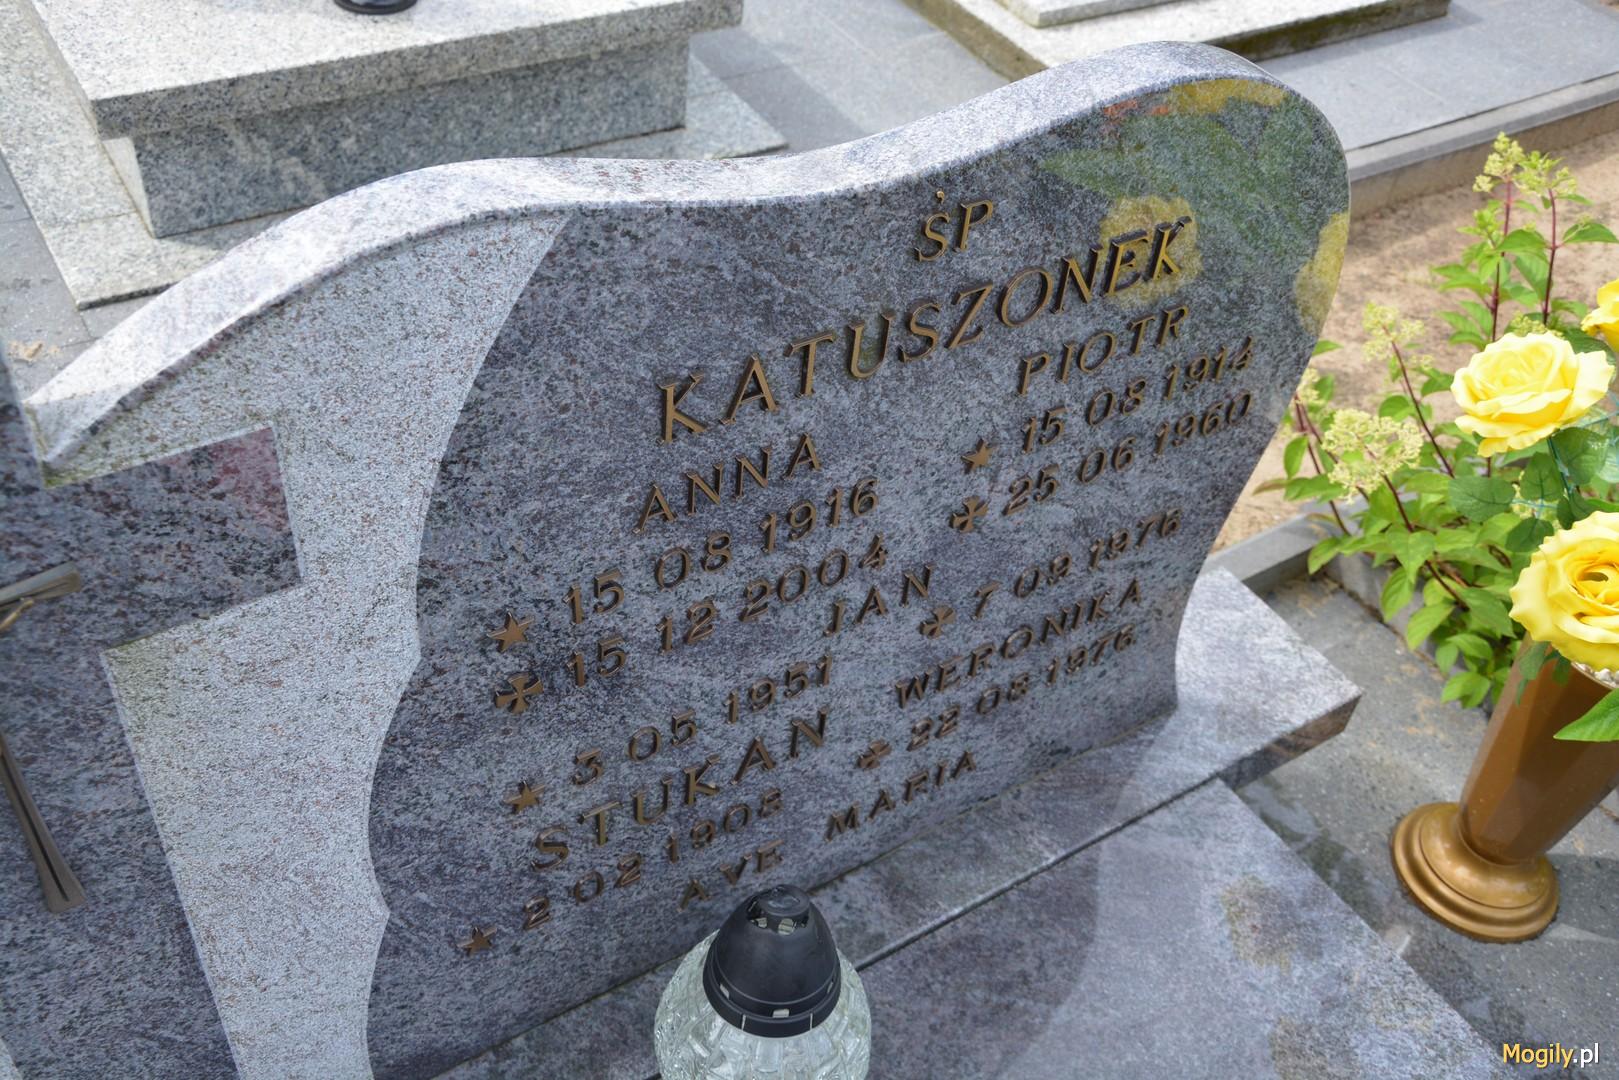 ŚP
KATUSZONEK
ANNA PIOTR
15 08 1916 15 08 1914
15 12 2004 25 06 1960
JAN
3 05 1951 7 09 1976
STUKAN WERONIKA
2 02 1908 22 08 1976
AVE MARIA
Mogily.pl